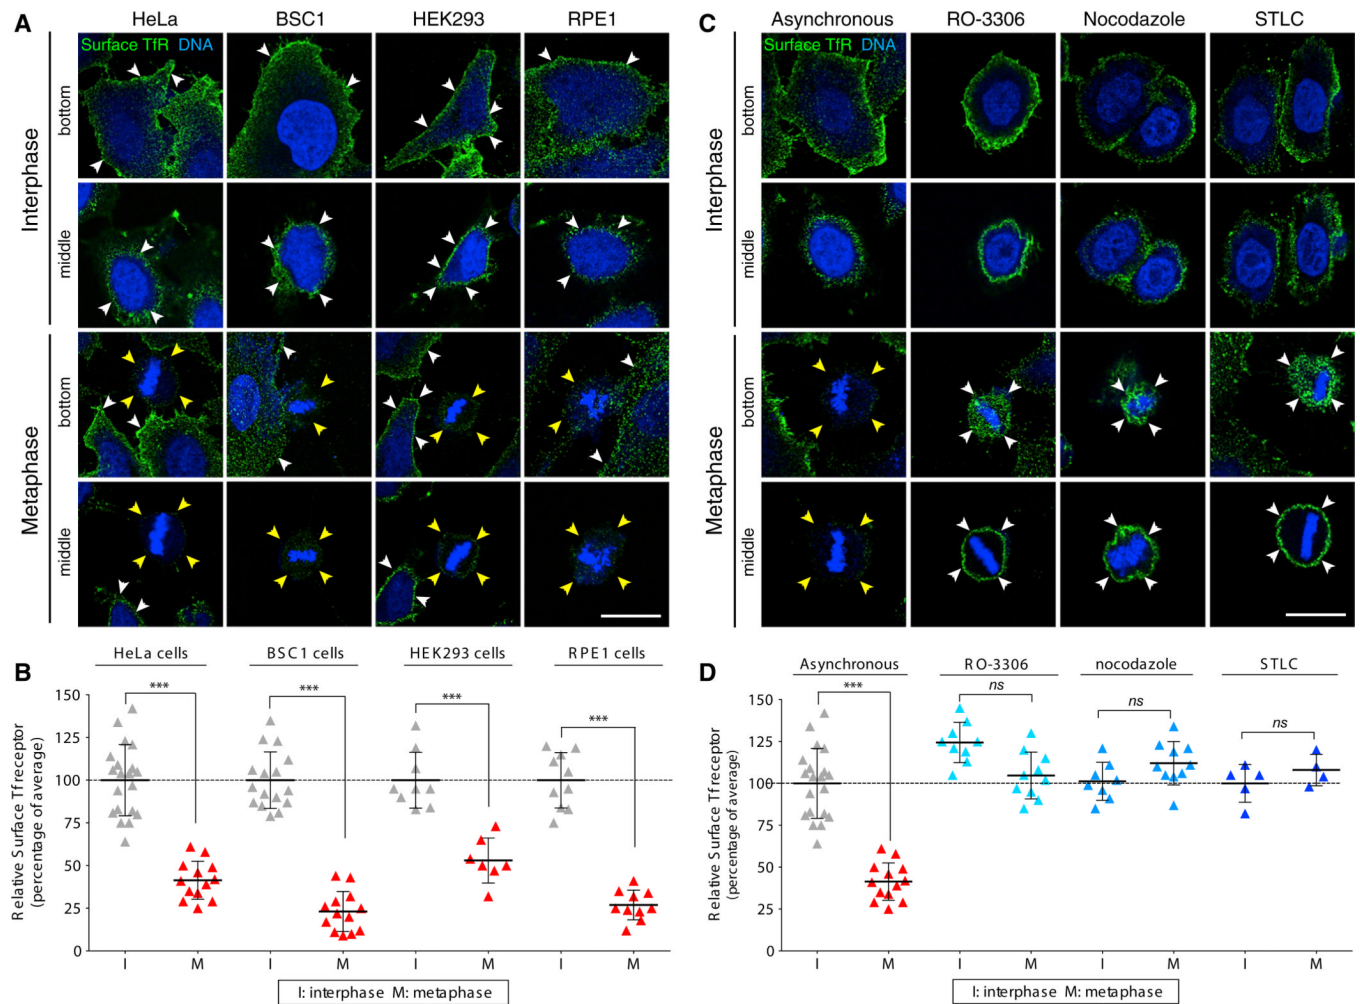 A
HeLa BSC1 HEK293 RPE1
Surface TfR DNA
Interphase
bottom
middle
Metaphase
bottom
middle
C
Asynchronous RO-3306 Nocodazole STLC
Surface TfR DNA
Interphase
bottom
middle
Metaphase
bottom
middle
B
HeLa cells BSC1 cells HEK293 cells RPE1 cells
Relative Surface Tf receptor
(percentage of average)
150
125
100
75
50
25
0
*** *** *** ***
I M I M I M I M
I: interphase M: metaphase
D
Asynchronous RO-3306 nocodazole STLC
Relative Surface Tf receptor
(percentage of average)
150
125
100
75
50
25
0
*** ns ns ns
I M I M I M I M
I: interphase M: metaphase